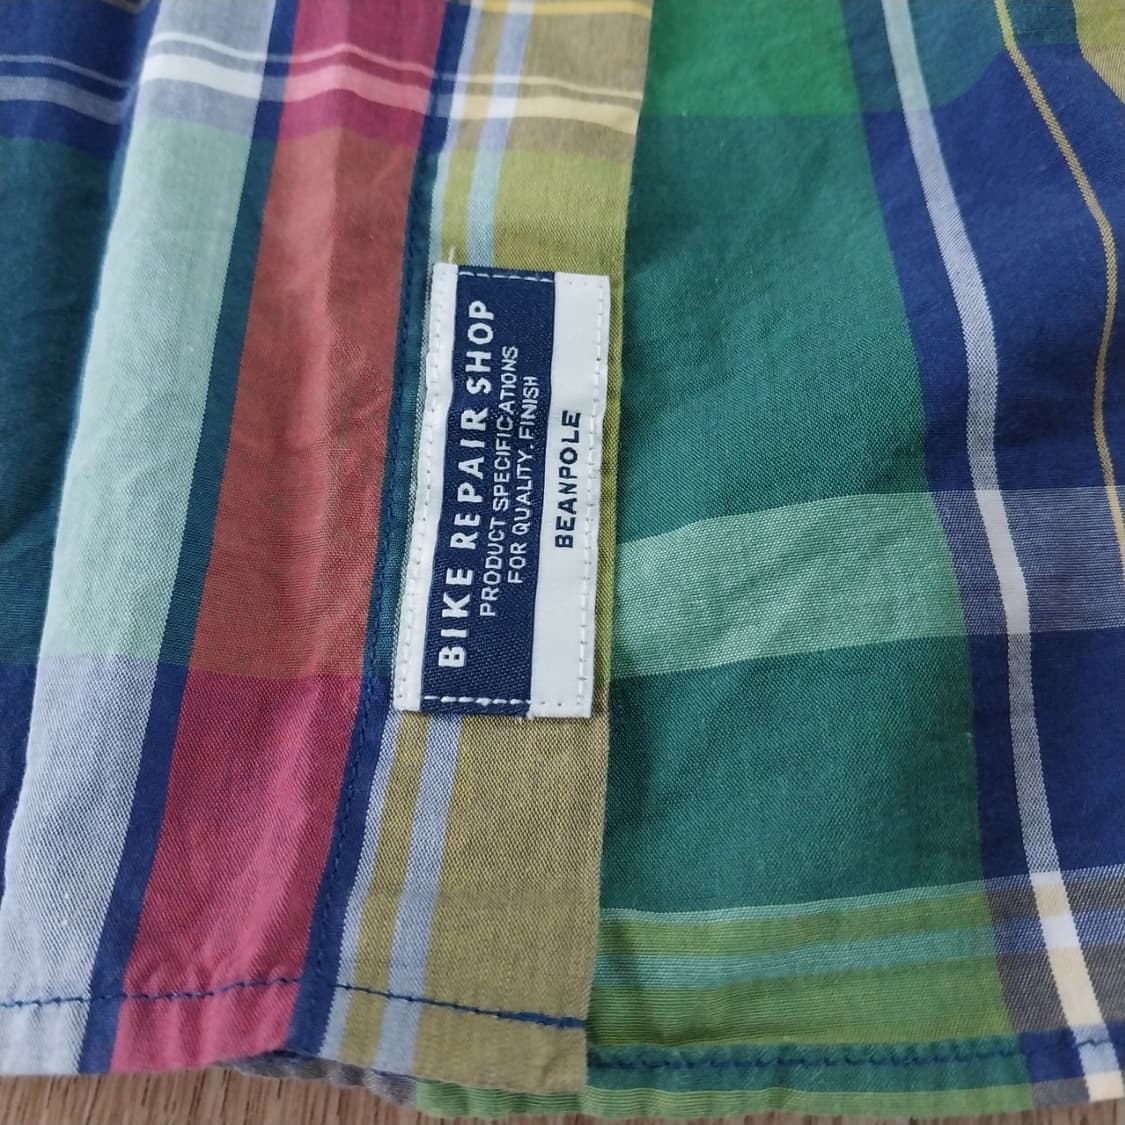 BIKE REPAIR SHOP
PRODUCT SPECIFICATIONS
FOR QUALITY. FINISH
BEANPOLE